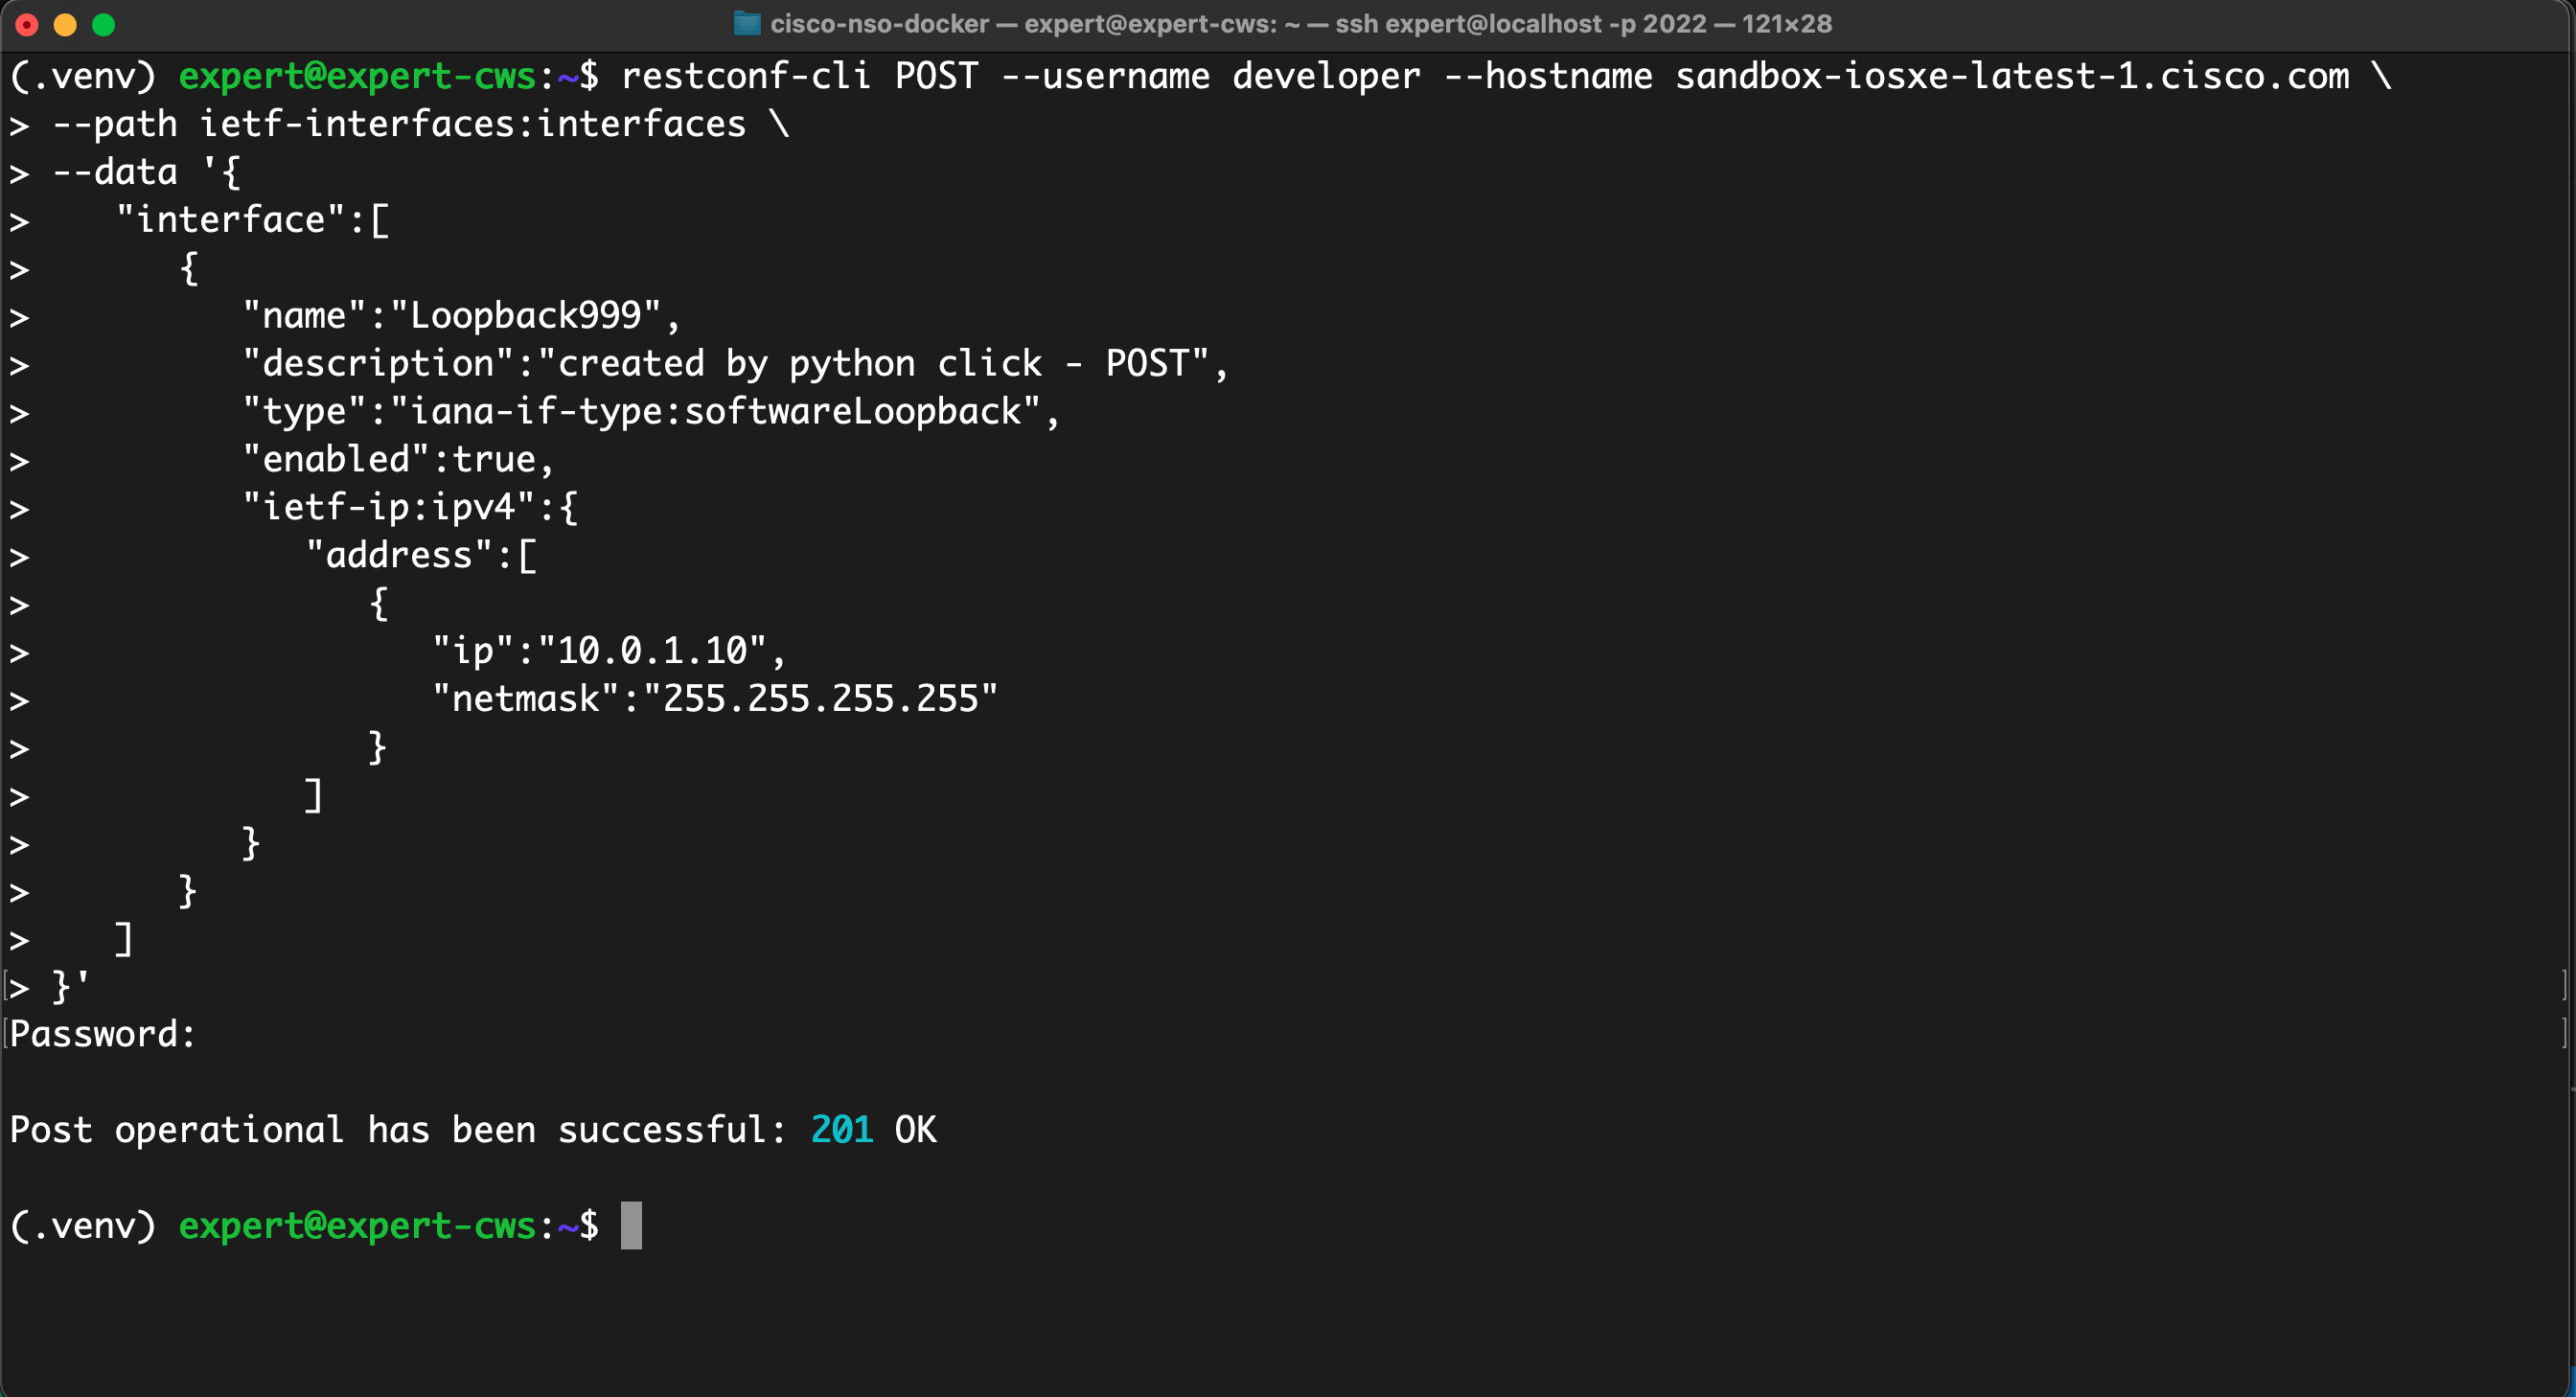 cisco-nso-docker — expert@expert-cws: ~ — ssh expert@localhost -p 2022 — 121×28
(.venv) expert@expert-cws:~$ restconf-cli POST --username developer --hostname sandbox-iosxe-latest-1.cisco.com \
> --path ietf-interfaces:interfaces \
> --data '{
>    "interface":[
>       {
>          "name":"Loopback999",
>          "description":"created by python click - POST",
>          "type":"iana-if-type:softwareLoopback",
>          "enabled":true,
>          "ietf-ip:ipv4":{
>             "address":[
>                {
>                   "ip":"10.0.1.10",
>                   "netmask":"255.255.255.255"
>                }
>             ]
>          }
>       }
>    ]
[> }' ]
[Password: ]
Post operational has been successful: 201 OK
(.venv) expert@expert-cws:~$